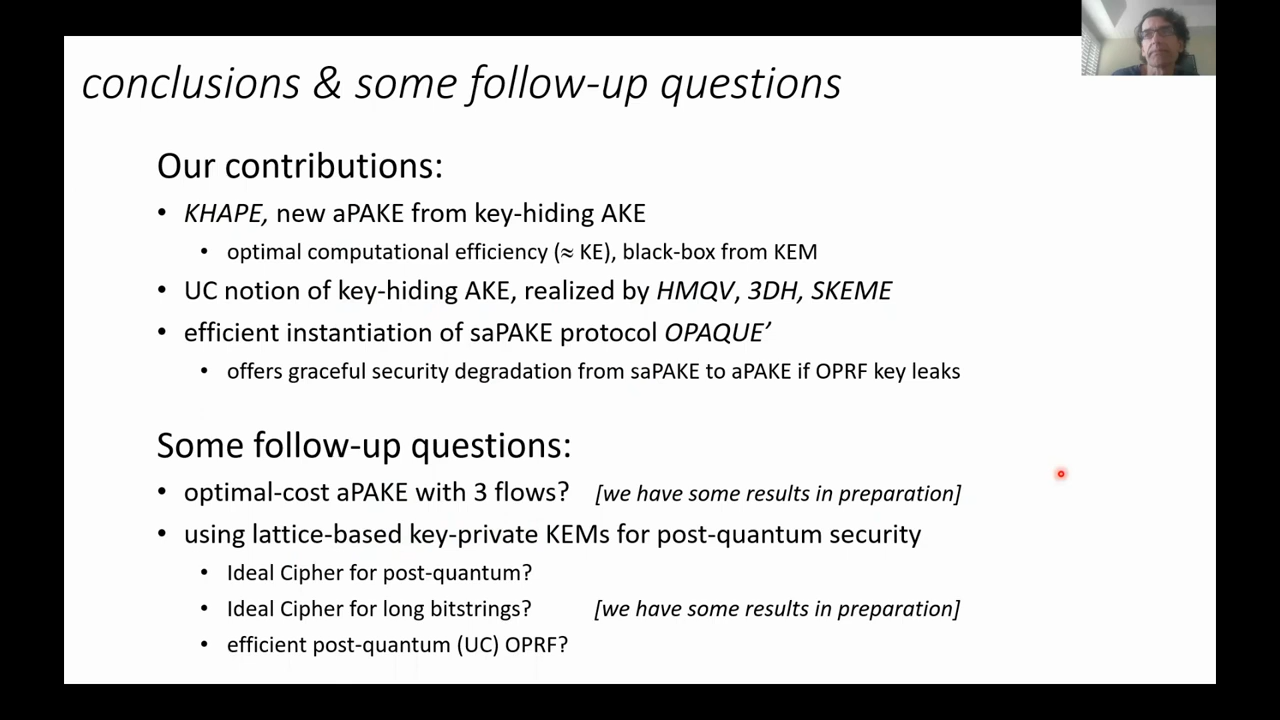 conclusions & some follow-up questions
Our contributions:
• KHAPE, new aPAKE from key-hiding AKE
• optimal computational efficiency (≈ KE), black-box from KEM
• UC notion of key-hiding AKE, realized by HMQV, 3DH, SKEME
• efficient instantiation of saPAKE protocol OPAQUE’
• offers graceful security degradation from saPAKE to aPAKE if OPRF key leaks
Some follow-up questions:
• optimal-cost aPAKE with 3 flows? [we have some results in preparation]
• using lattice-based key-private KEMs for post-quantum security
• Ideal Cipher for post-quantum?
• Ideal Cipher for long bitstrings? [we have some results in preparation]
• efficient post-quantum (UC) OPRF?